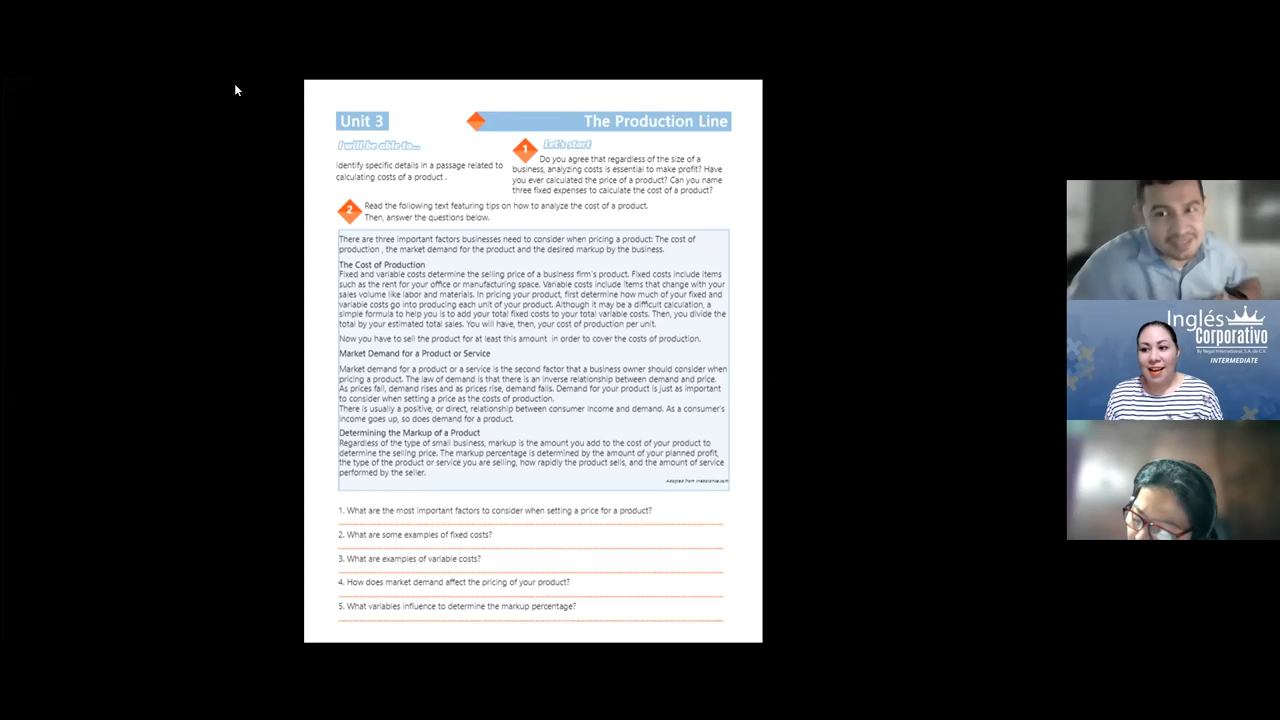 Unit 3
The Production Line
I will be able to...
Identify specific details in a passage related to
calculating costs of a product .
1
Let's start
Do you agree that regardless of the size of a
business, analyzing costs is essential to make profit? Have
you ever calculated the price of a product? Can you name
three fixed expenses to calculate the cost of a product?
2
Read the following text featuring tips on how to analyze the cost of a product.
Then, answer the questions below.
There are three important factors businesses need to consider when pricing a product: The cost of
production , the market demand for the product and the desired markup by the business.
The Cost of Production
Fixed and variable costs determine the selling price of a business firm's product. Fixed costs include items
such as the rent for your office or manufacturing space. Variable costs include items that change with your
sales volume like labor and materials. In pricing your product, first determine how much of your fixed and
variable costs go into producing each unit of your product. Although it may be a difficult calculation, a
simple formula to help you is to add your total fixed costs to your total variable costs. Then, you divide the
total by your estimated total sales. You will have, then, your cost of production per unit.
Now you have to sell the product for at least this amount in order to cover the costs of production.
Market Demand for a Product or Service
Market demand for a product or a service is the second factor that a business owner should consider when
pricing a product. The law of demand is that there is an inverse relationship between demand and price.
As prices fall, demand rises and as prices rise, demand falls. Demand for your product is just as important
to consider when setting a price as the costs of production.
There is usually a positive, or direct, relationship between consumer income and demand. As a consumer's
income goes up, so does demand for a product.
Determining the Markup of a Product
Regardless of the type of small business, markup is the amount you add to the cost of your product to
determine the selling price. The markup percentage is determined by the amount of your planned profit,
the type of the product or service you are selling, how rapidly the product sells, and the amount of service
performed by the seller.
Adapted from
1. What are the most important factors to consider when setting a price for a product?
2. What are some examples of fixed costs?
3. What are examples of variable costs?
4. How does market demand affect the pricing of your product?
5. What variables influence to determine the markup percentage?
Inglés
Corporativo
By Regal International, S.A. de C.V.
INTERMEDIATE